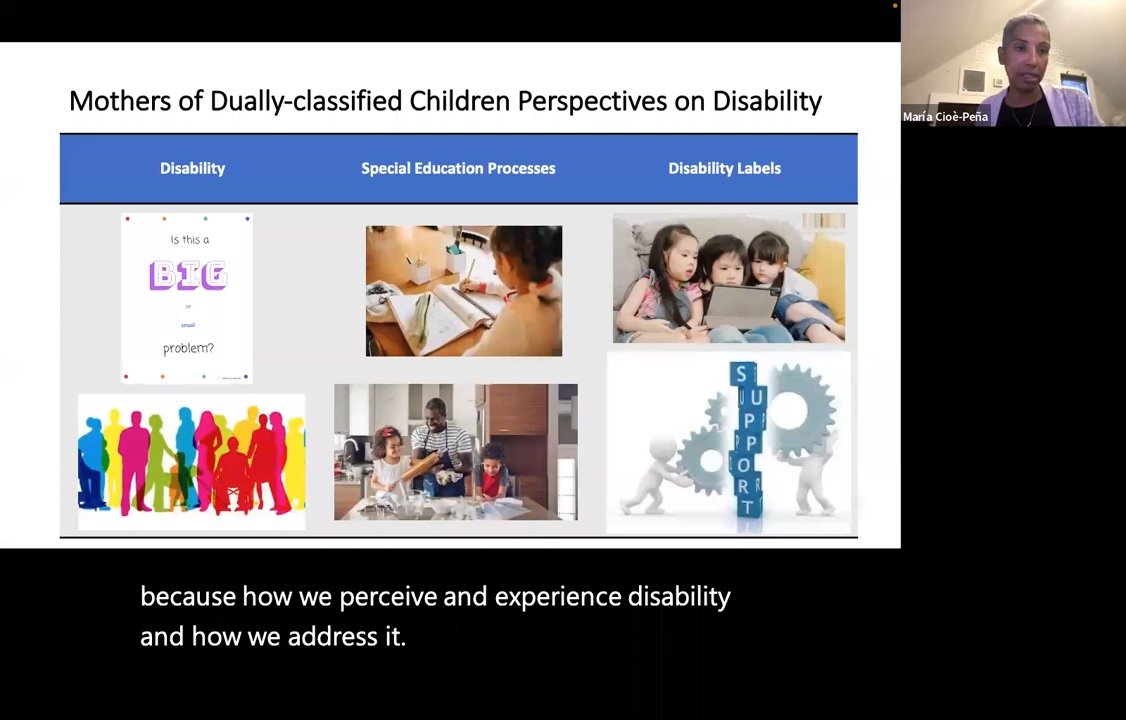 María Cioè-Peña
Mothers of Dually-classified Children Perspectives on Disability
Disability
Special Education Processes
Disability Labels
Is this a
BIG
or
small
problem?
SUPPORT
because how we perceive and experience disability
and how we address it.